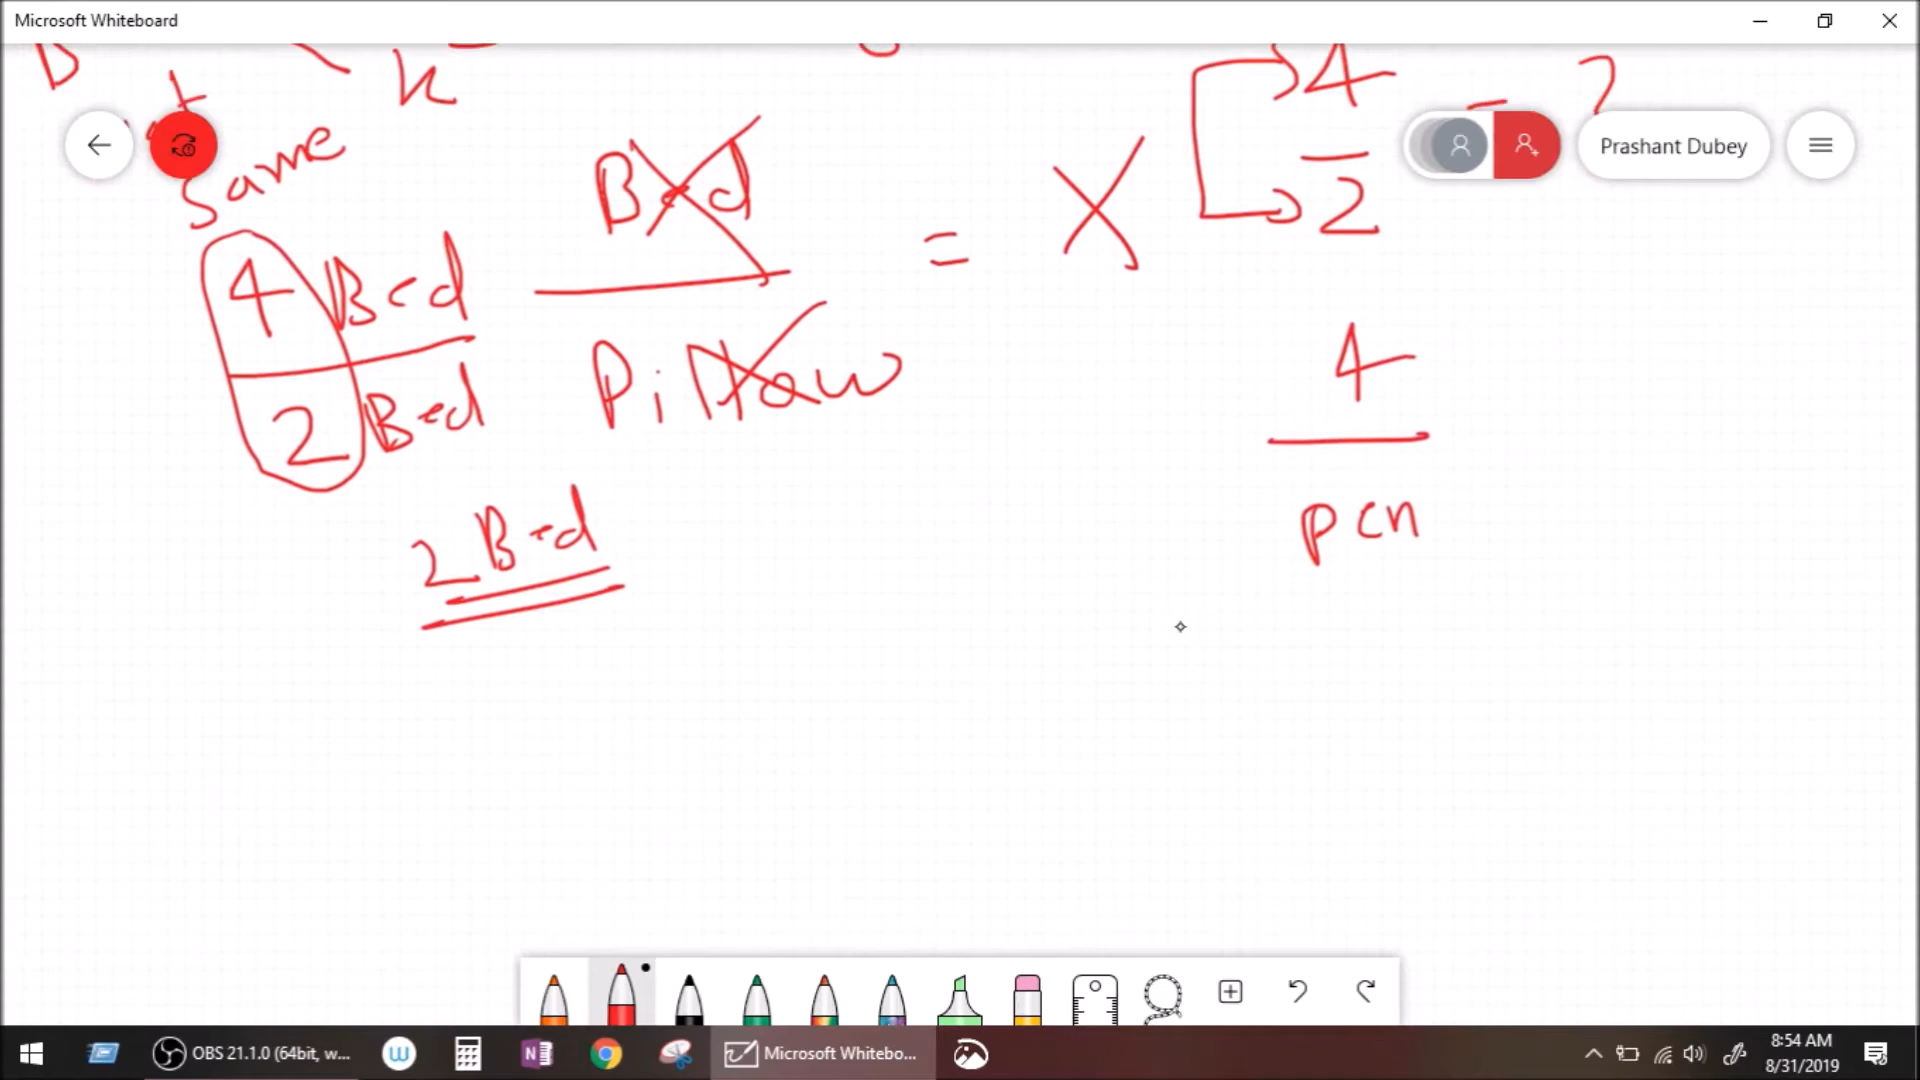 Microsoft Whiteboard
k
4
= ?
Same
Prashant Dubey
Bed
= X
2
4 Bed
2 Bed
Pillow
4
pen
2 Bed
OBS 21.1.0 (64bit, w...
Microsoft Whitebo...
8:54 AM
8/31/2019